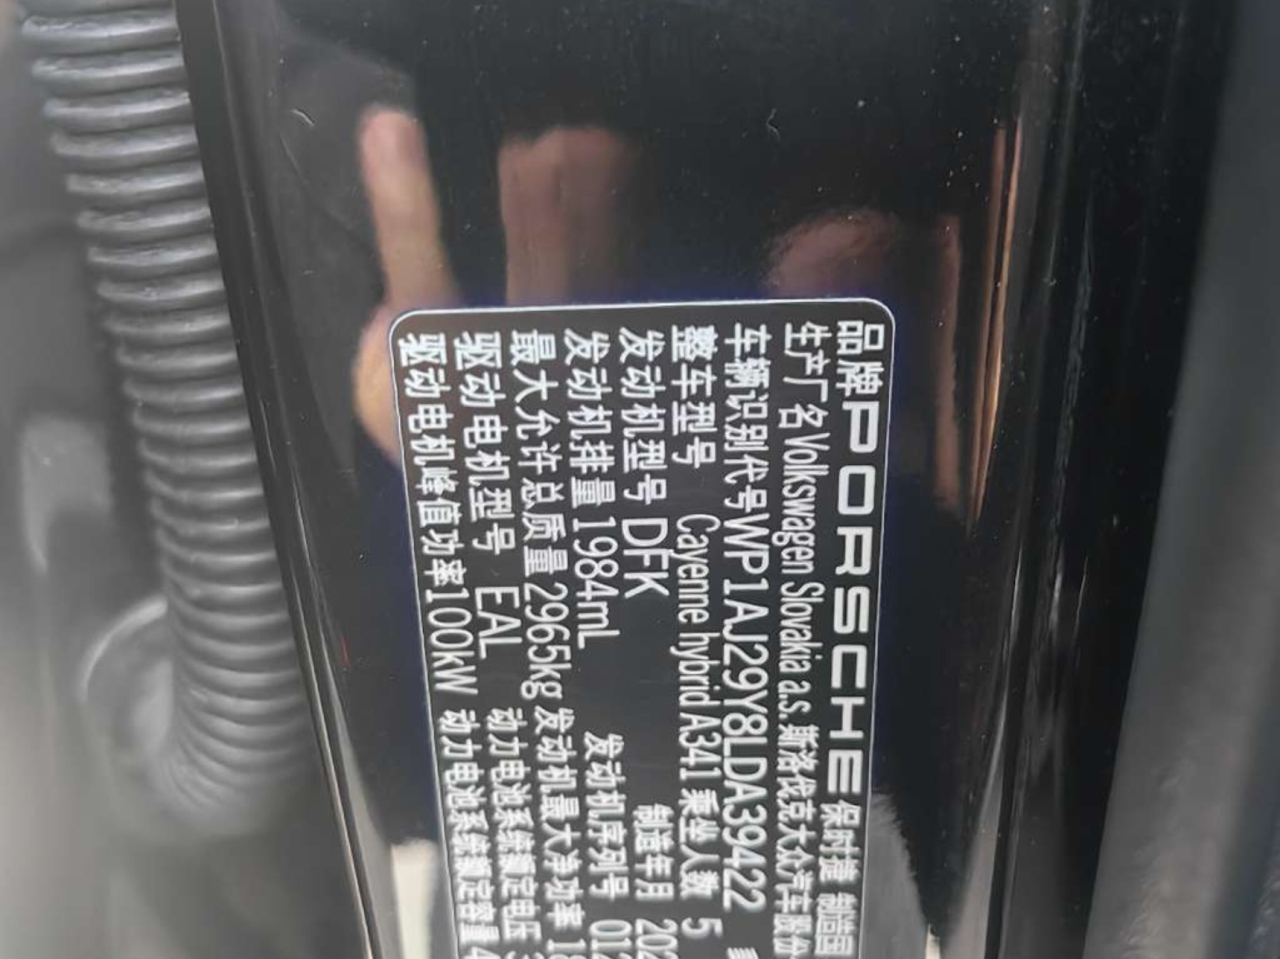 品牌 PORSCHE 保时捷 制造国
生产厂名 Volkswagen Slovakia a.s. 斯洛伐克大众汽车股份
车辆识别代号 WP1AJ29Y8LDA39422
整车型号 Cayenne hybrid A341 乘坐人数 5
发动机型号 DFK 制造年月 202
发动机排量 1984mL 发动机序列号 012
最大允许总质量 2965kg 发动机最大净功率 18
驱动电机型号 EAL 动力电池系统额定电压 3
驱动电机峰值功率 100kW 动力电池系统额定容量 4